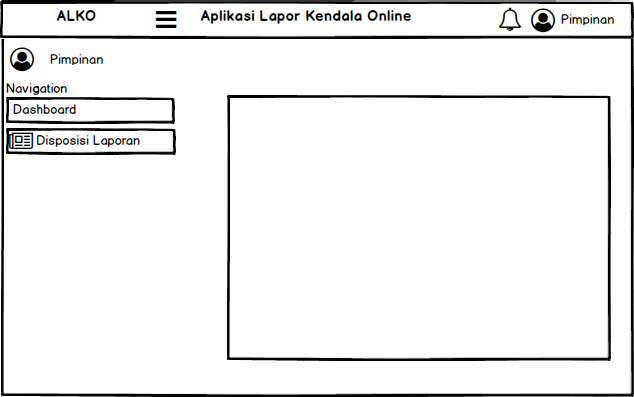 ALKO Aplikasi Lapor Kendala Online Pimpinan
Pimpinan
Navigation
Dashboard
Disposisi Laporan